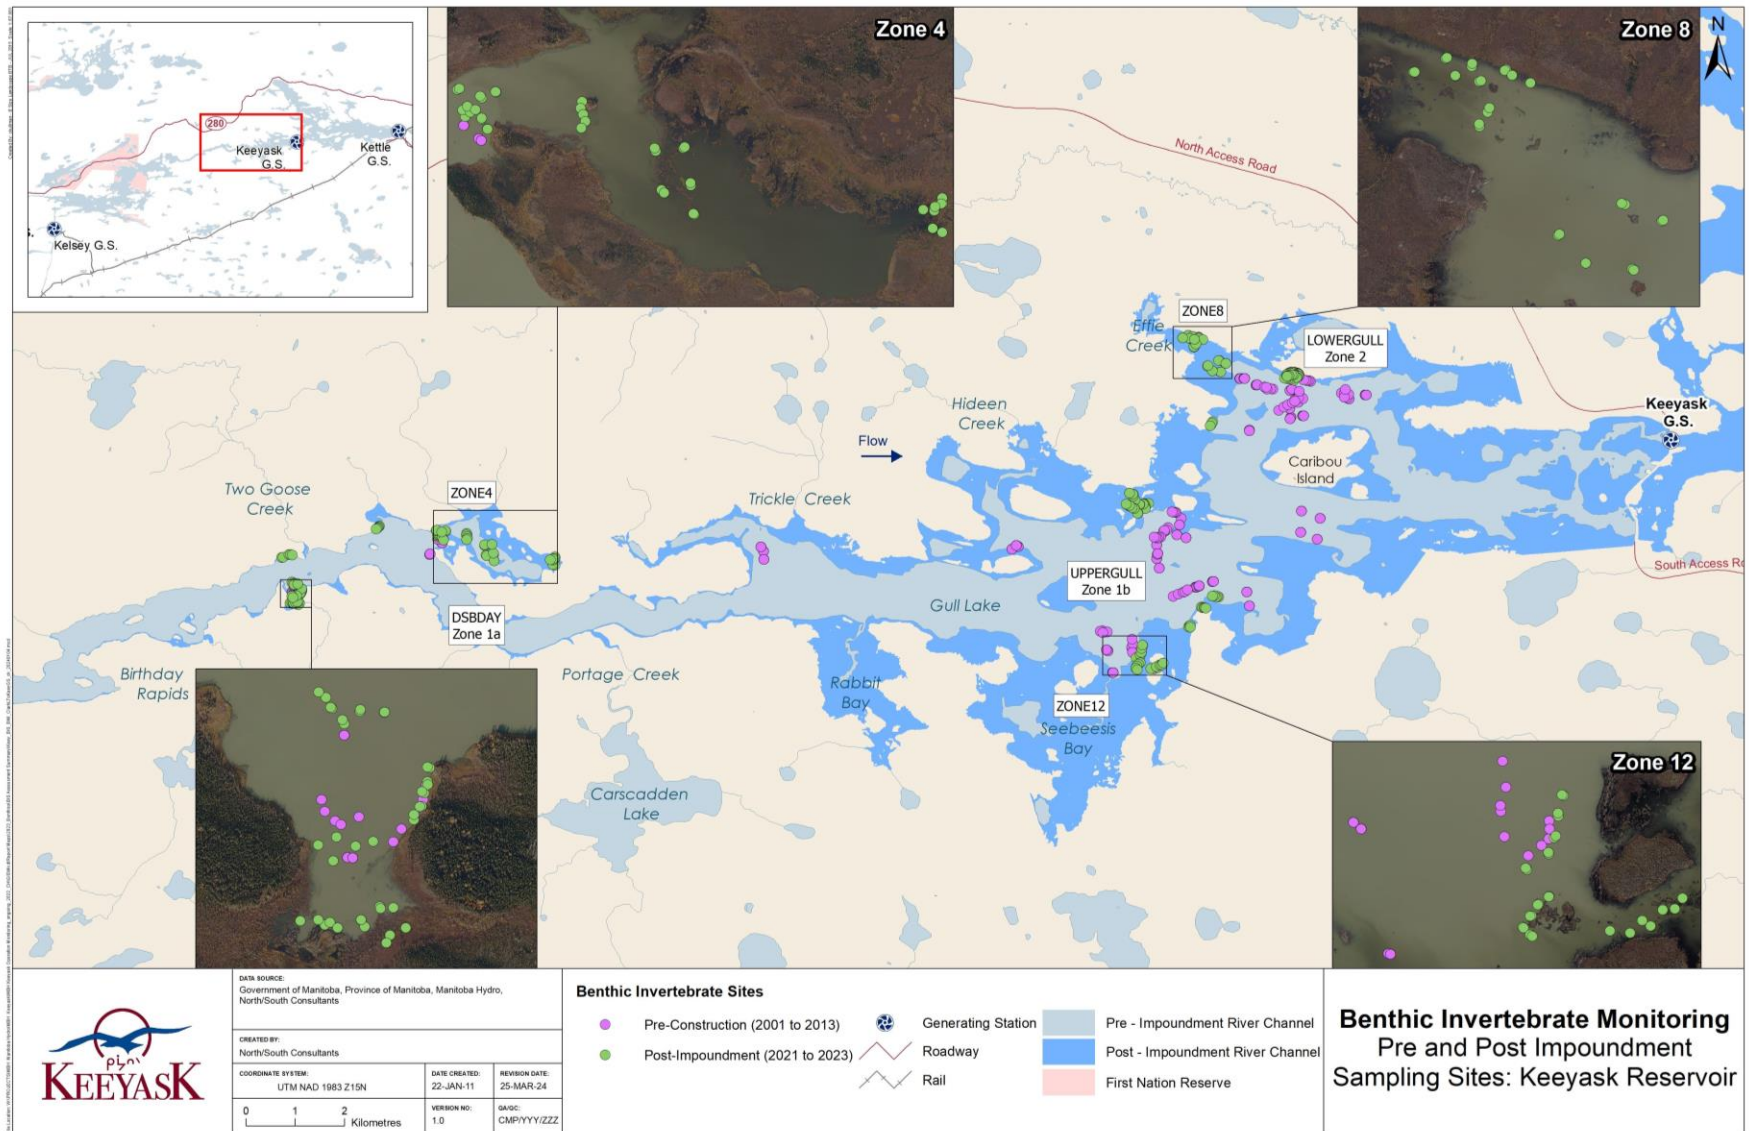 Zone 4
Zone 8
N
280
Keeyask
G.S.
Kettle
G.S.
Kelsey G.S.
North Access Road
ZONE8
Effie
Creek
LOWERGULL
Zone 2
Hideen
Creek
Keeyask
G.S.
Flow
Caribou
Island
Two Goose
Creek
ZONE4
Trickle Creek
South Access Ro
UPPERGULL
Zone 1b
Gull Lake
DSBDAY
Zone 1a
Birthday
Rapids
Portage Creek
Rabbit
Bay
ZONE12
Seebeesis
Bay
Carscadden
Lake
Zone 12
KEEYASK
DATA SOURCE:
Government of Manitoba, Province of Manitoba, Manitoba Hydro,
North/South Consultants
CREATED BY:
North/South Consultants
COORDINATE SYSTEM:
UTM NAD 1983 Z15N
DATE CREATED:
22-JAN-11
REVISION DATE:
25-MAR-24
0 1 2
Kilometres
VERSION NO:
1.0
QA/QC:
CMP/YYY/ZZZ
Benthic Invertebrate Sites
Pre-Construction (2001 to 2013)
Post-Impoundment (2021 to 2023)
Generating Station
Roadway
Rail
Pre - Impoundment River Channel
Post - Impoundment River Channel
First Nation Reserve
Benthic Invertebrate Monitoring
Pre and Post Impoundment
Sampling Sites: Keeyask Reservoir